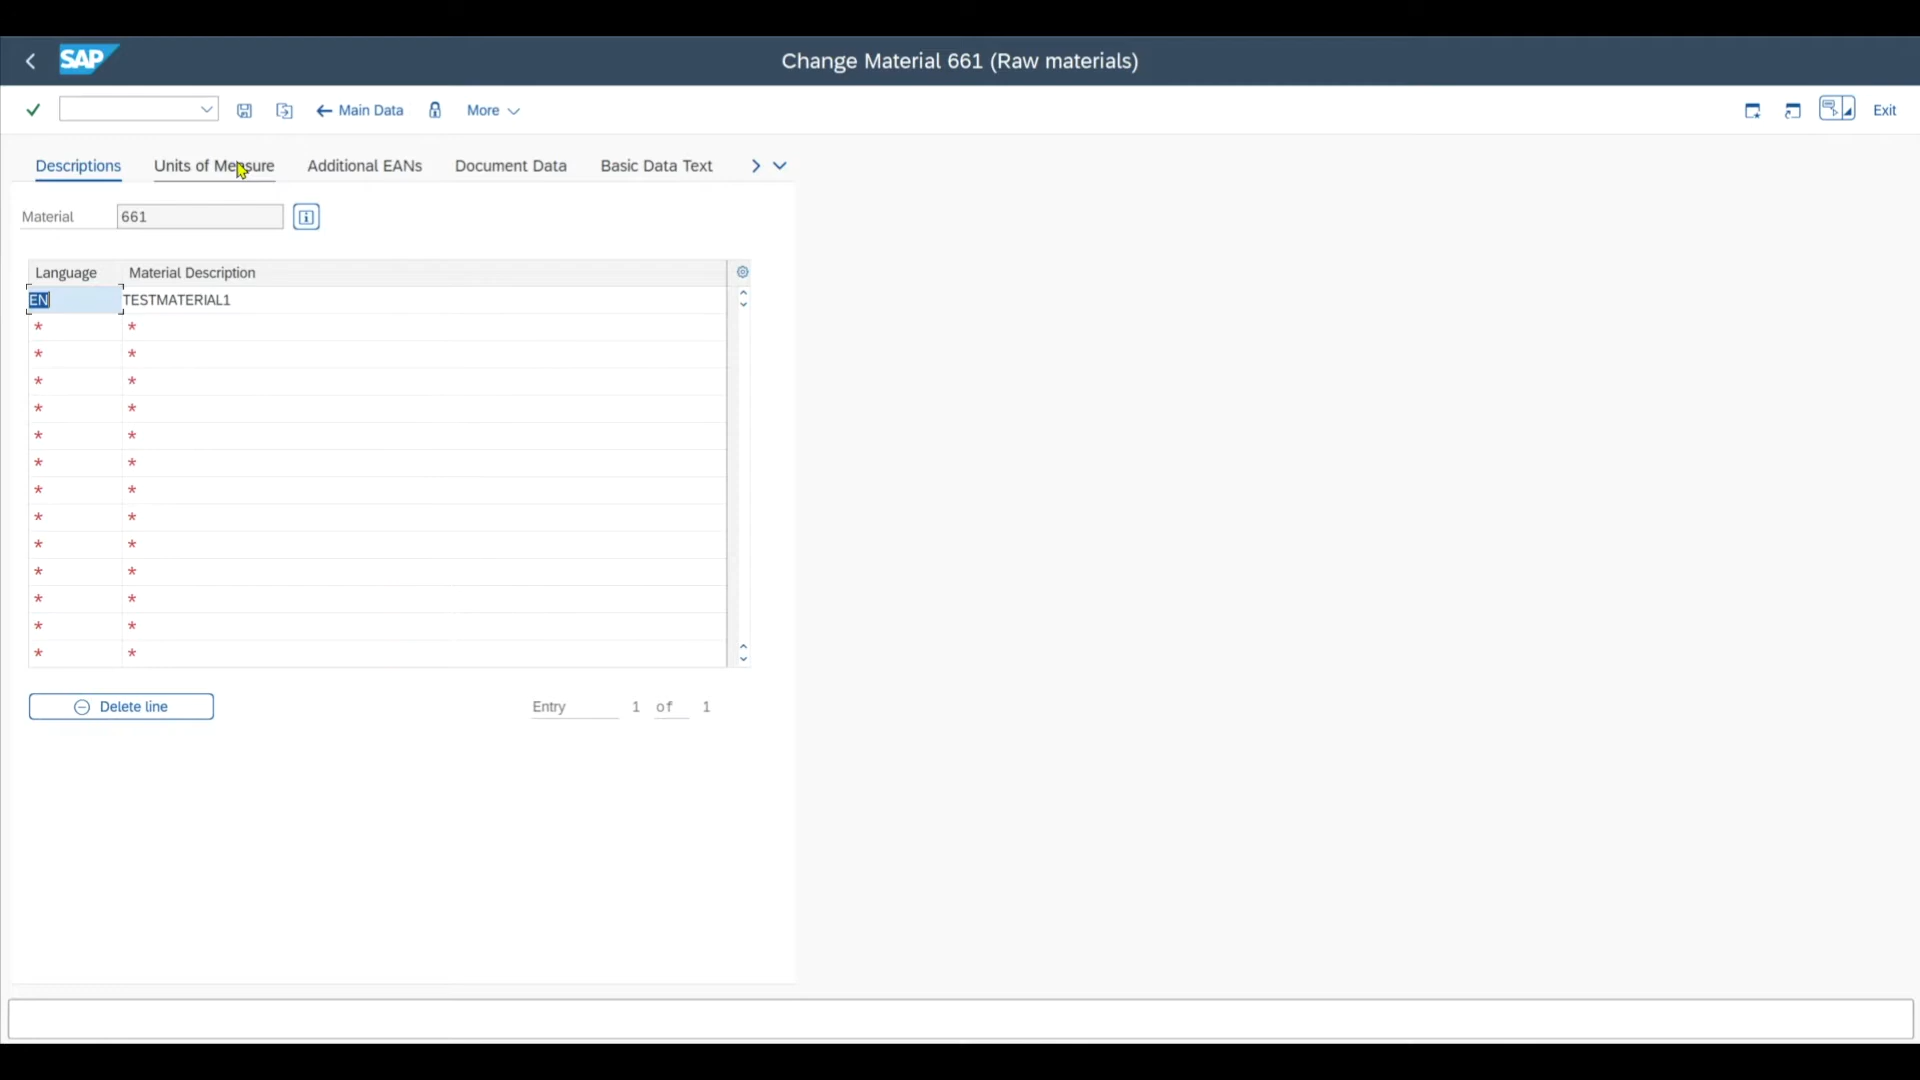 SAP
Change Material 661 (Raw materials)
Main Data
More
Exit
Descriptions
Units of Measure
Additional EANs
Document Data
Basic Data Text
Material
661
Language
Material Description
EN
TESTMATERIAL1
* *
* *
* *
* *
* *
* *
* *
* *
* *
* *
* *
* *
* *
Delete line
Entry 1 of 1